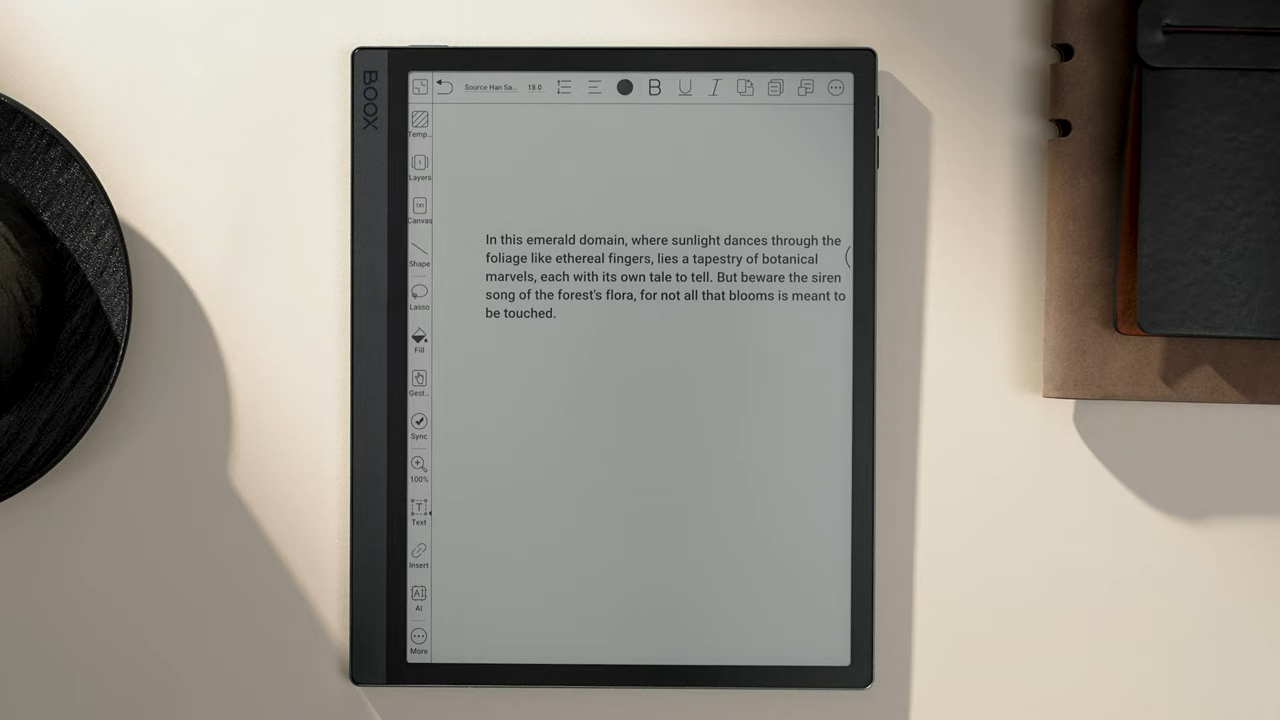 BOOX
Source Han Sa...
18.0
B
U
I
Temp...
Layers
TXT
Canvas
Shape
Lasso
Fill
Gest...
Sync
100%
T
Text
Insert
AI
AI
More
In this emerald domain, where sunlight dances through the
foliage like ethereal fingers, lies a tapestry of botanical
marvels, each with its own tale to tell. But beware the siren
song of the forest's flora, for not all that blooms is meant to
be touched.